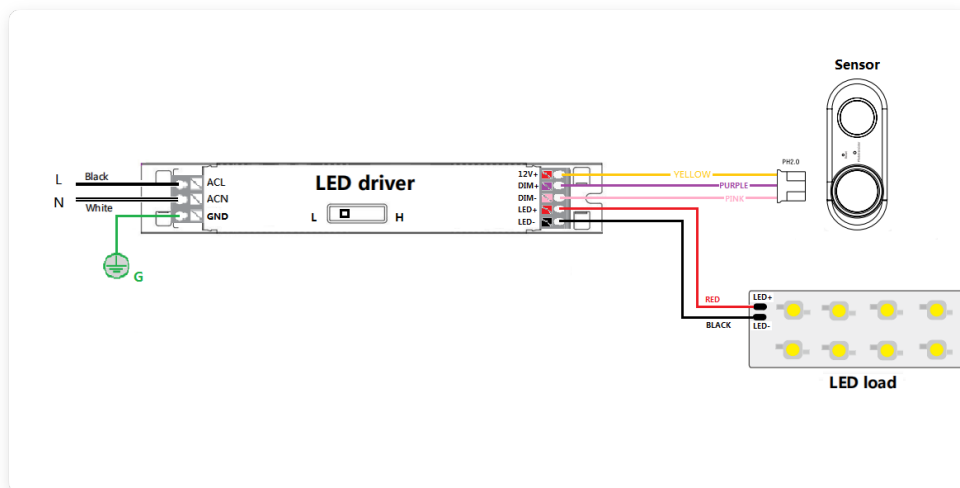 Sensor
PH2.0
L
Black
ACL
N
ACN
White
GND
G
LED driver
L
H
12V+
DIM+
DIM-
LED+
LED-
YELLOW
PURPLE
PINK
RED
BLACK
LED+
LED-
LED load